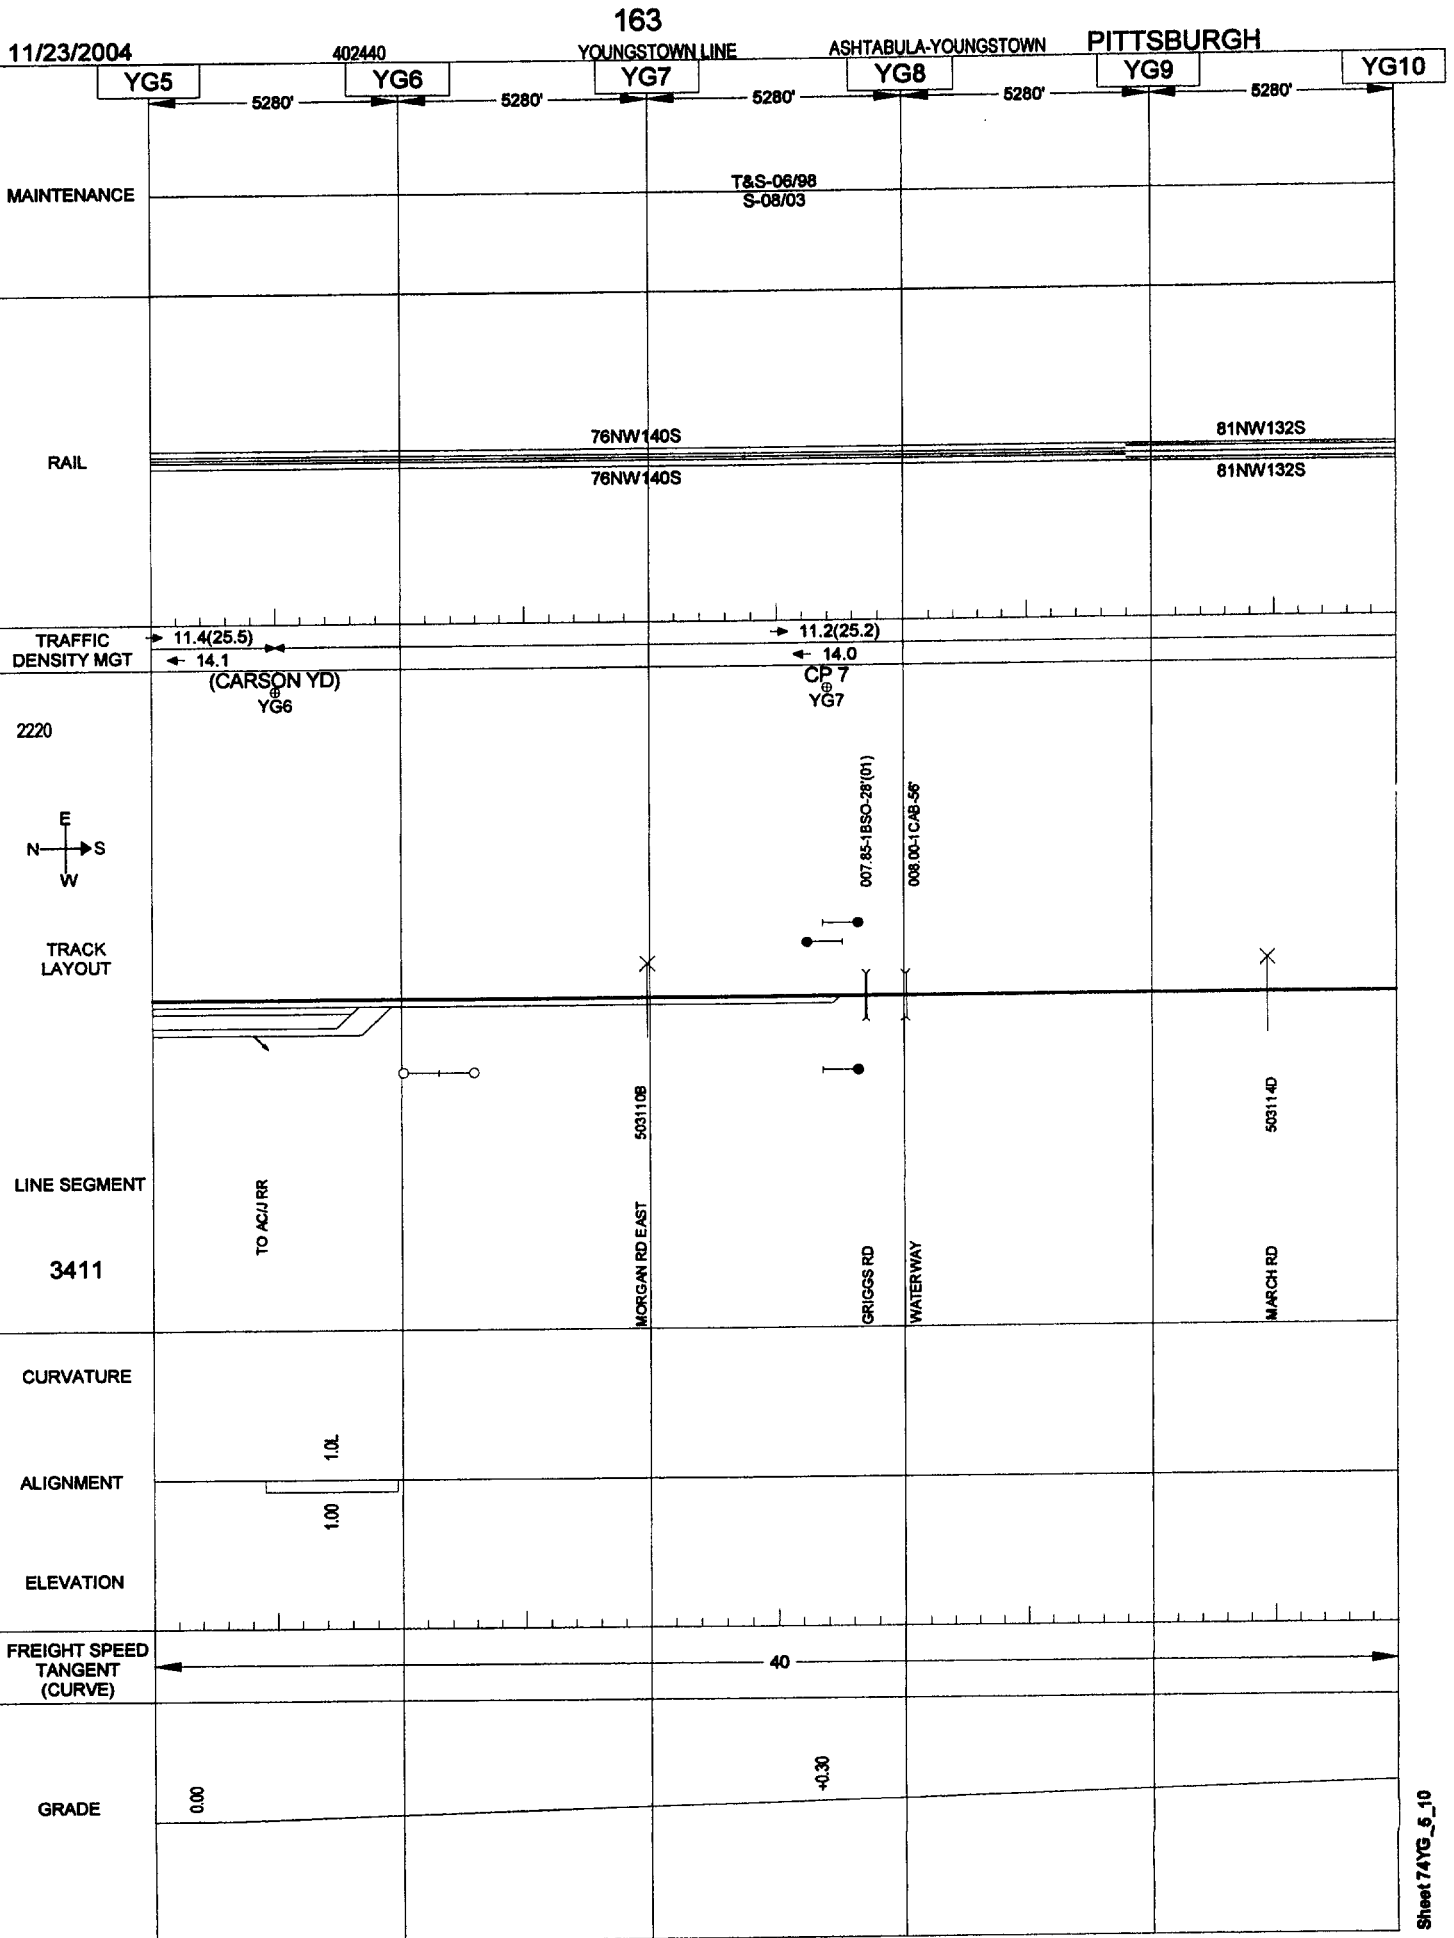 163
11/23/2004 402440 YOUNGSTOWN LINE ASHTABULA-YOUNGSTOWN PITTSBURGH
YG5 YG6 YG7 YG8 YG9 YG10
5280' 5280' 5280' 5280' 5280'
MAINTENANCE
T&S-06/98
S-08/03
RAIL
76NW140S 81NW132S
76NW140S 81NW132S
TRAFFIC
DENSITY MGT
11.4(25.5) 11.2(25.2)
14.1 14.0
(CARSON YD) CP 7
YG6 YG7
2220
E
N S
W
007.85-1BSO-28'(01)
008.00-1CAB-56'
TRACK
LAYOUT
503110B
503114D
LINE SEGMENT
3411
TO AC/J RR
MORGAN RD EAST
GRIGGS RD
WATERWAY
MARCH RD
CURVATURE
1.0L
ALIGNMENT
1.00
ELEVATION
FREIGHT SPEED
TANGENT
(CURVE)
40
GRADE
0.00
+0.30
Sheet 74YG_5_10